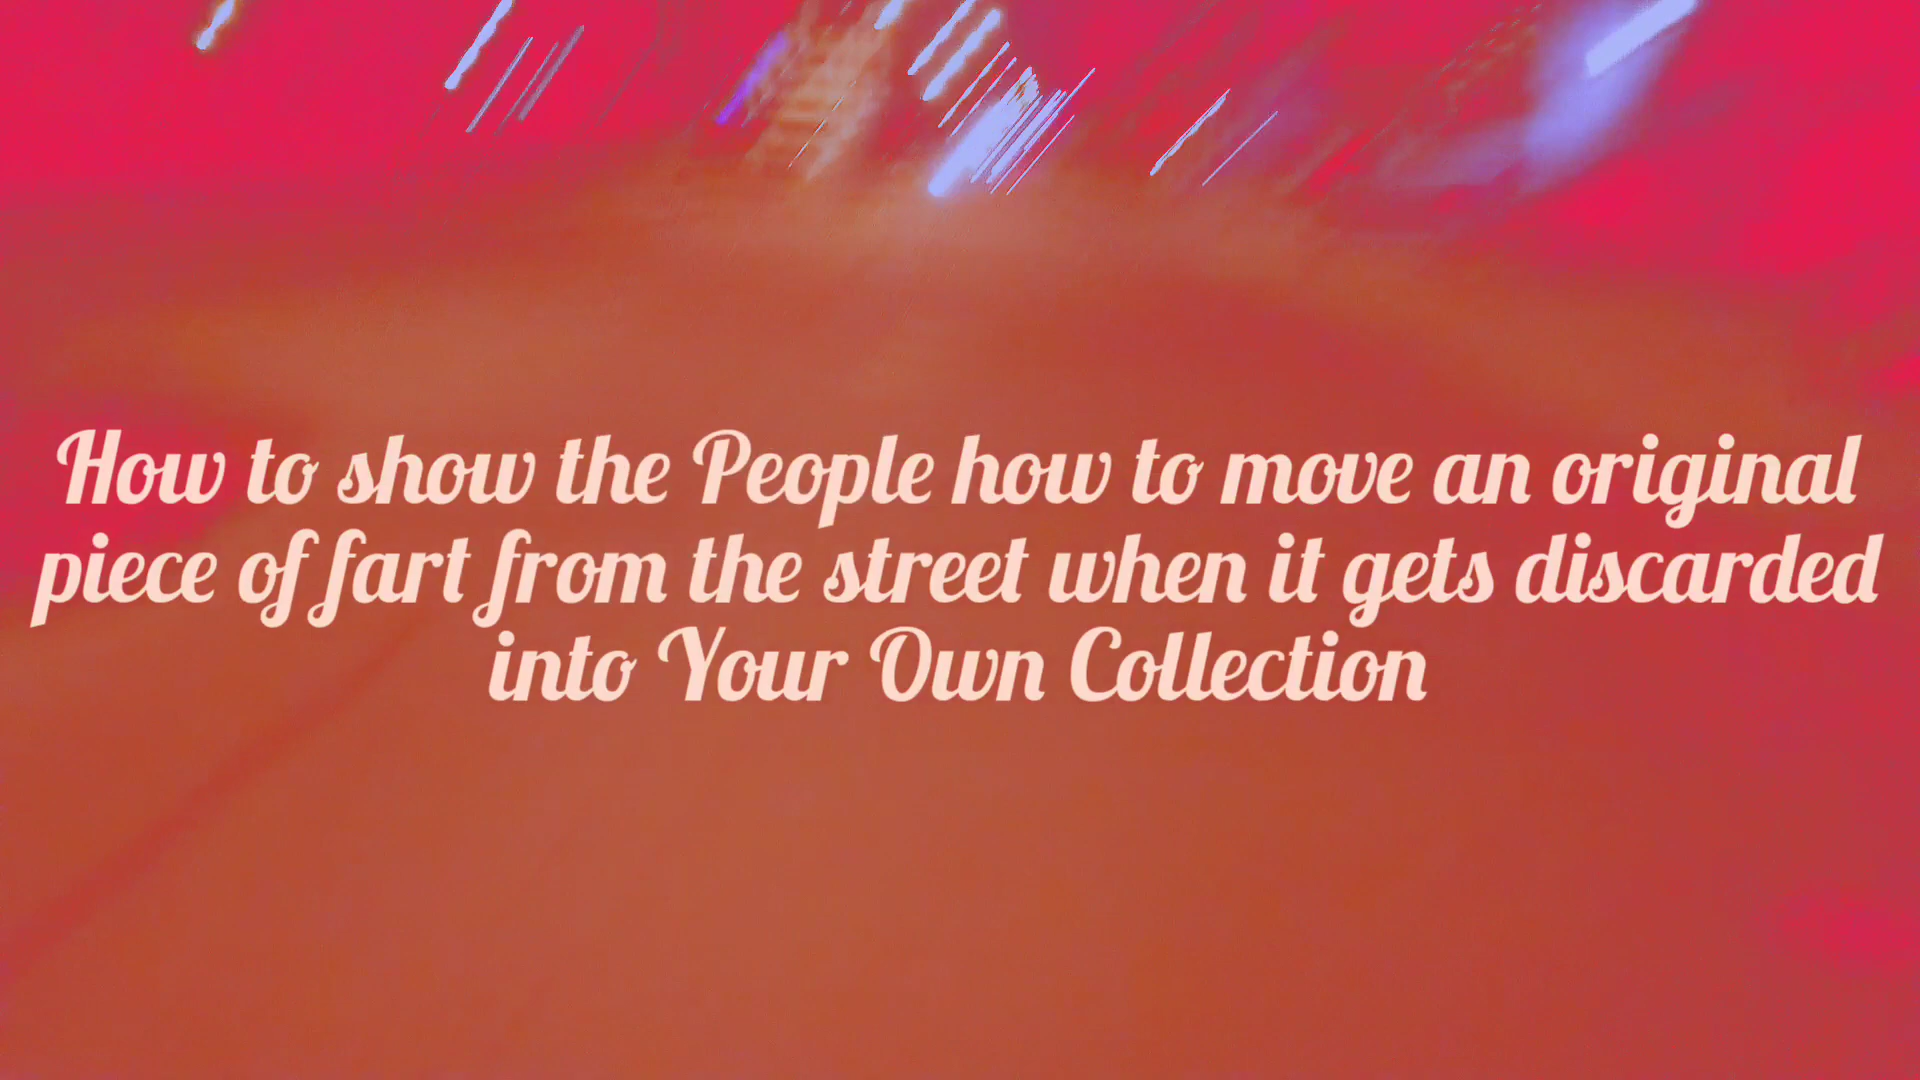 How to show the People how to move an original
piece of fart from the street when it gets discarded
into Your Own Collection